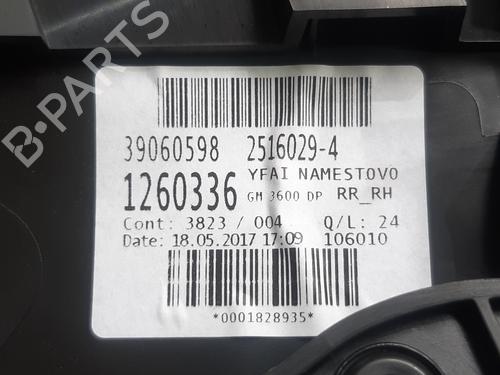 B-PARTS
39060598 2516029-4
1260336 YFAI NAMESTOVO
GM 3600 DP RR_RH
Cont: 3823 / 004 Q/L: 24
Date: 18.05.2017 17:09 106010
*0001828935*